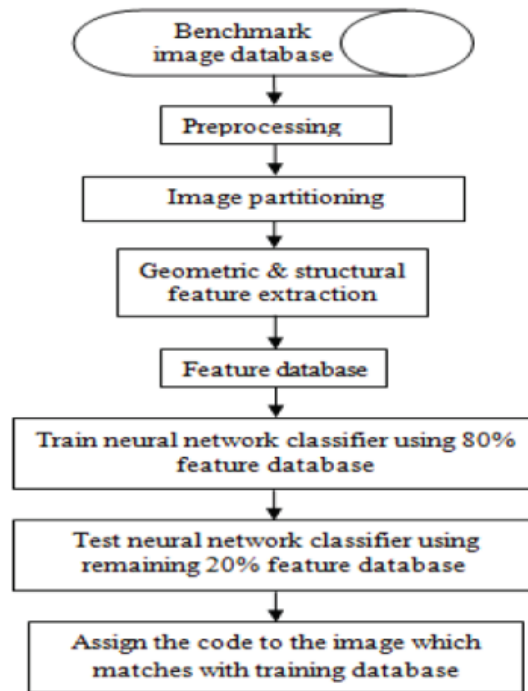 Benchmark
image database
Preprocessing
Image partitioning
Geometric & structural
feature extraction
Feature database
Train neural network classifier using 80%
feature database
Test neural network classifier using
remaining 20% feature database
Assign the code to the image which
matches with training database